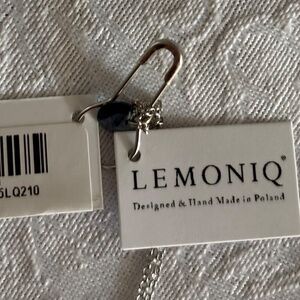 5LQ210
LEMONIQ®
Designed & Hand Made in Poland